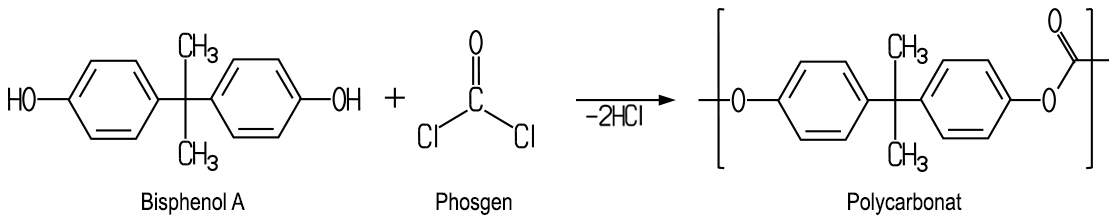 CH3
HO
OH
CH3
+
O
C
Cl
Cl
-2HCl
O
CH3
CH3
O
O
Bisphenol A
Phosgen
Polycarbonat